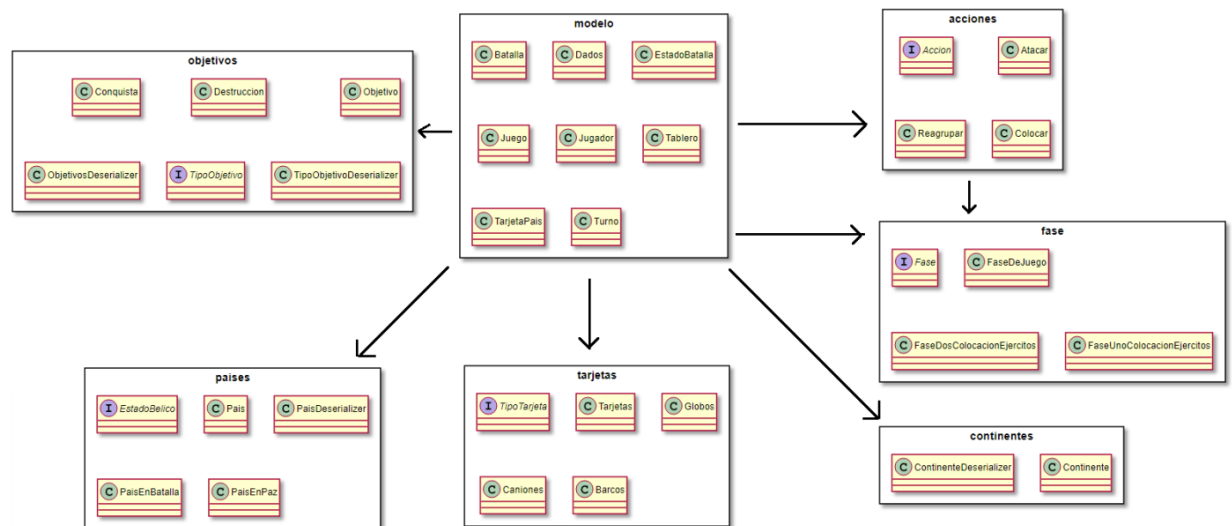 modelo
C Batalla
C Dados
C EstadoBatalla
C Juego
C Jugador
C Tablero
C TarjetaPais
C Turno
objetivos
C Conquista
C Destruccion
C Objetivo
C ObjetivosDeserializer
I TipoObjetivo
C TipoObjetivoDeserializer
acciones
I Accion
C Atacar
C Reagrupar
C Colocar
fase
I Fase
C FaseDeJuego
C FaseDosColocacionEjercitos
C FaseUnoColocacionEjercitos
paises
I EstadoBelico
C Pais
C PaisDeserializer
C PaisEnBatalla
C PaisEnPaz
tarjetas
I TipoTarjeta
C Tarjetas
C Globos
C Caniones
C Barcos
continentes
C ContinenteDeserializer
C Continente